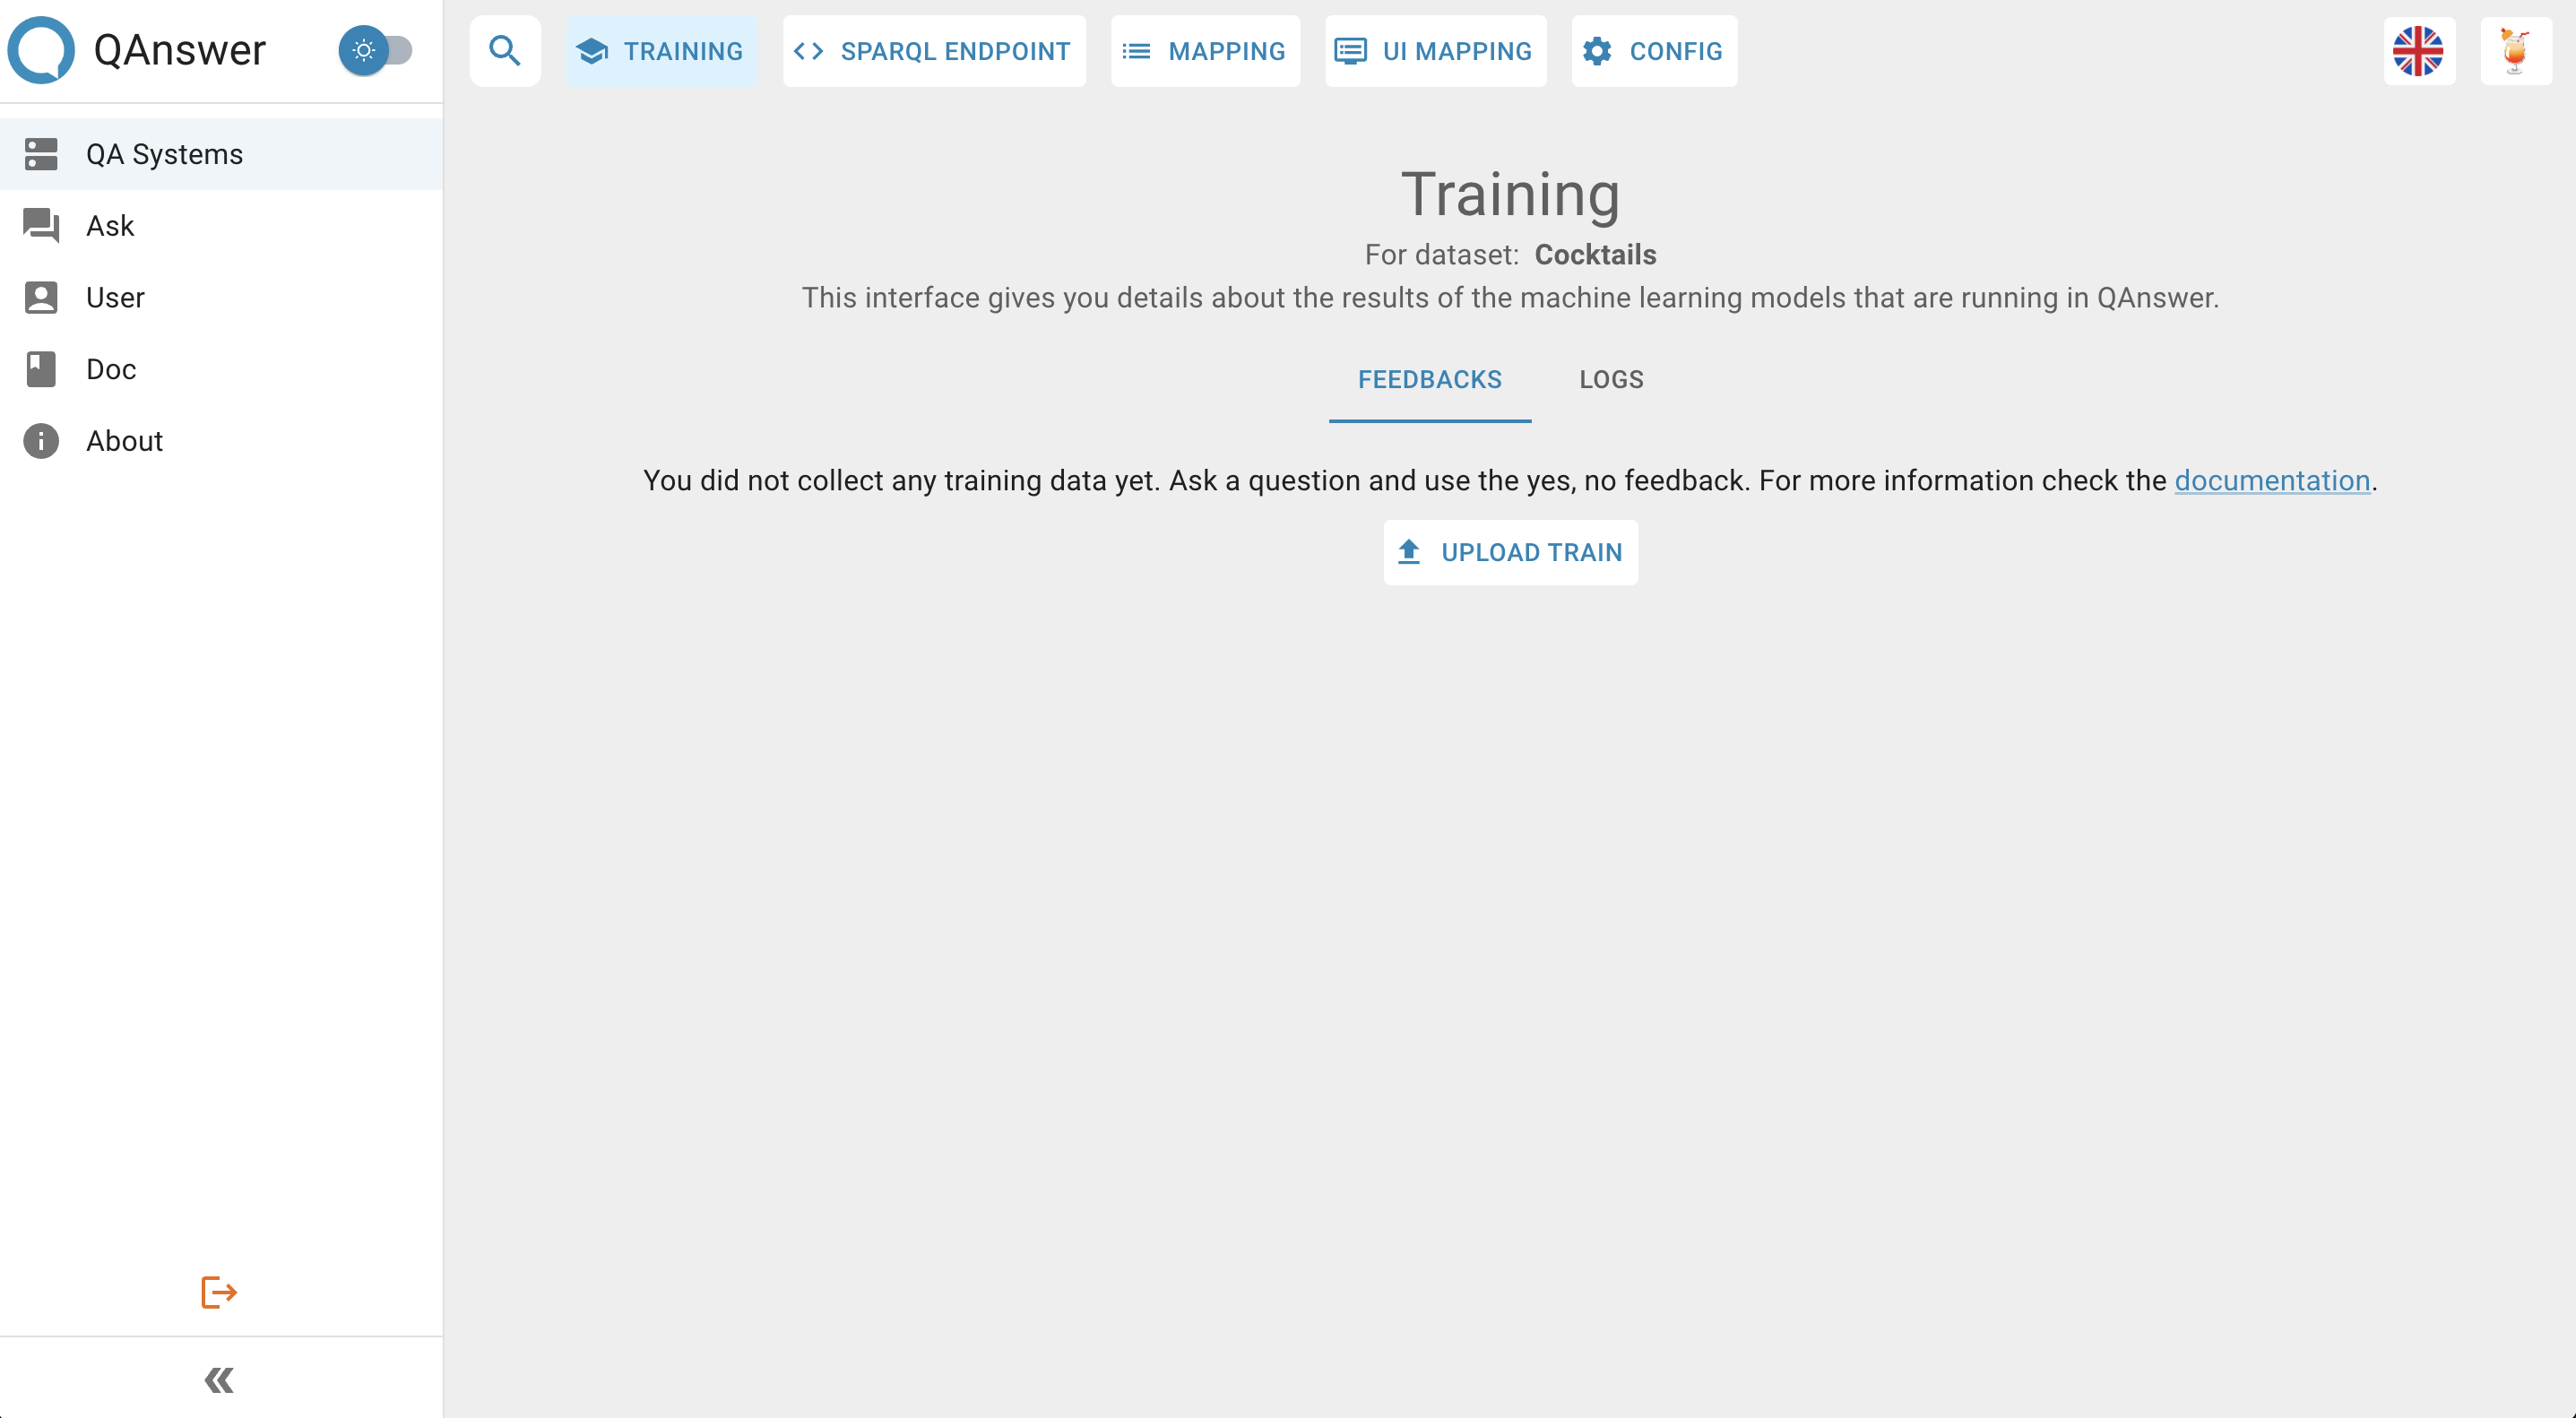 QAnswer
TRAINING
SPARQL ENDPOINT
MAPPING
UI MAPPING
CONFIG
QA Systems
Ask
User
Doc
About
Training
For dataset: Cocktails
This interface gives you details about the results of the machine learning models that are running in QAnswer.
FEEDBACKS
LOGS
You did not collect any training data yet. Ask a question and use the yes, no feedback. For more information check the documentation.
UPLOAD TRAIN